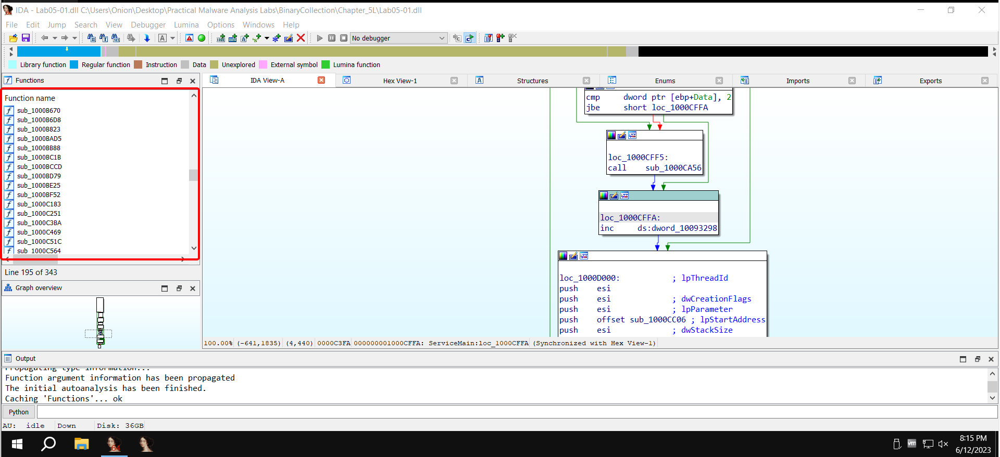 IDA - Lab05-01.dll C:\Users\Onion\Desktop\Practical Malware Analysis Labs\BinaryCollection\Chapter_5L\Lab05-01.dll
File Edit Jump Search View Debugger Lumina Options Windows Help
No debugger
Library function Regular function Instruction Data Unexplored External symbol Lumina function
Functions
Function name
sub_1000B670
sub_1000B6D8
sub_1000B823
sub_1000BAD5
sub_1000BB88
sub_1000BC1B
sub_1000BCCD
sub_1000BD79
sub_1000BE25
sub_1000BF52
sub_1000C183
sub_1000C251
sub_1000C3BA
sub_1000C469
sub_1000C51C
sub_1000C564
Line 195 of 343
Graph overview
IDA View-A Hex View-1 Structures Enums Imports Exports
cmp dword ptr [ebp+Data], 2
jbe short loc_1000CFFA
loc_1000CFF5:
call sub_1000CA56
loc_1000CFFA:
inc ds:dword_10093298
loc_1000D000: ; lpThreadId
push esi
push esi ; dwCreationFlags
push esi ; lpParameter
push offset sub_1000CC06 ; lpStartAddress
push esi ; dwStackSize
100.00% (-641,1835) (4,440) 0000C3FA 000000001000CFFA: ServiceMain:loc_1000CFFA (Synchronized with Hex View-1)
Output
Propagating type information...
Function argument information has been propagated
The initial autoanalysis has been finished.
Caching 'Functions'... ok
Python
AU: idle Down Disk: 36GB
64
vm
8:15 PM
6/12/2023